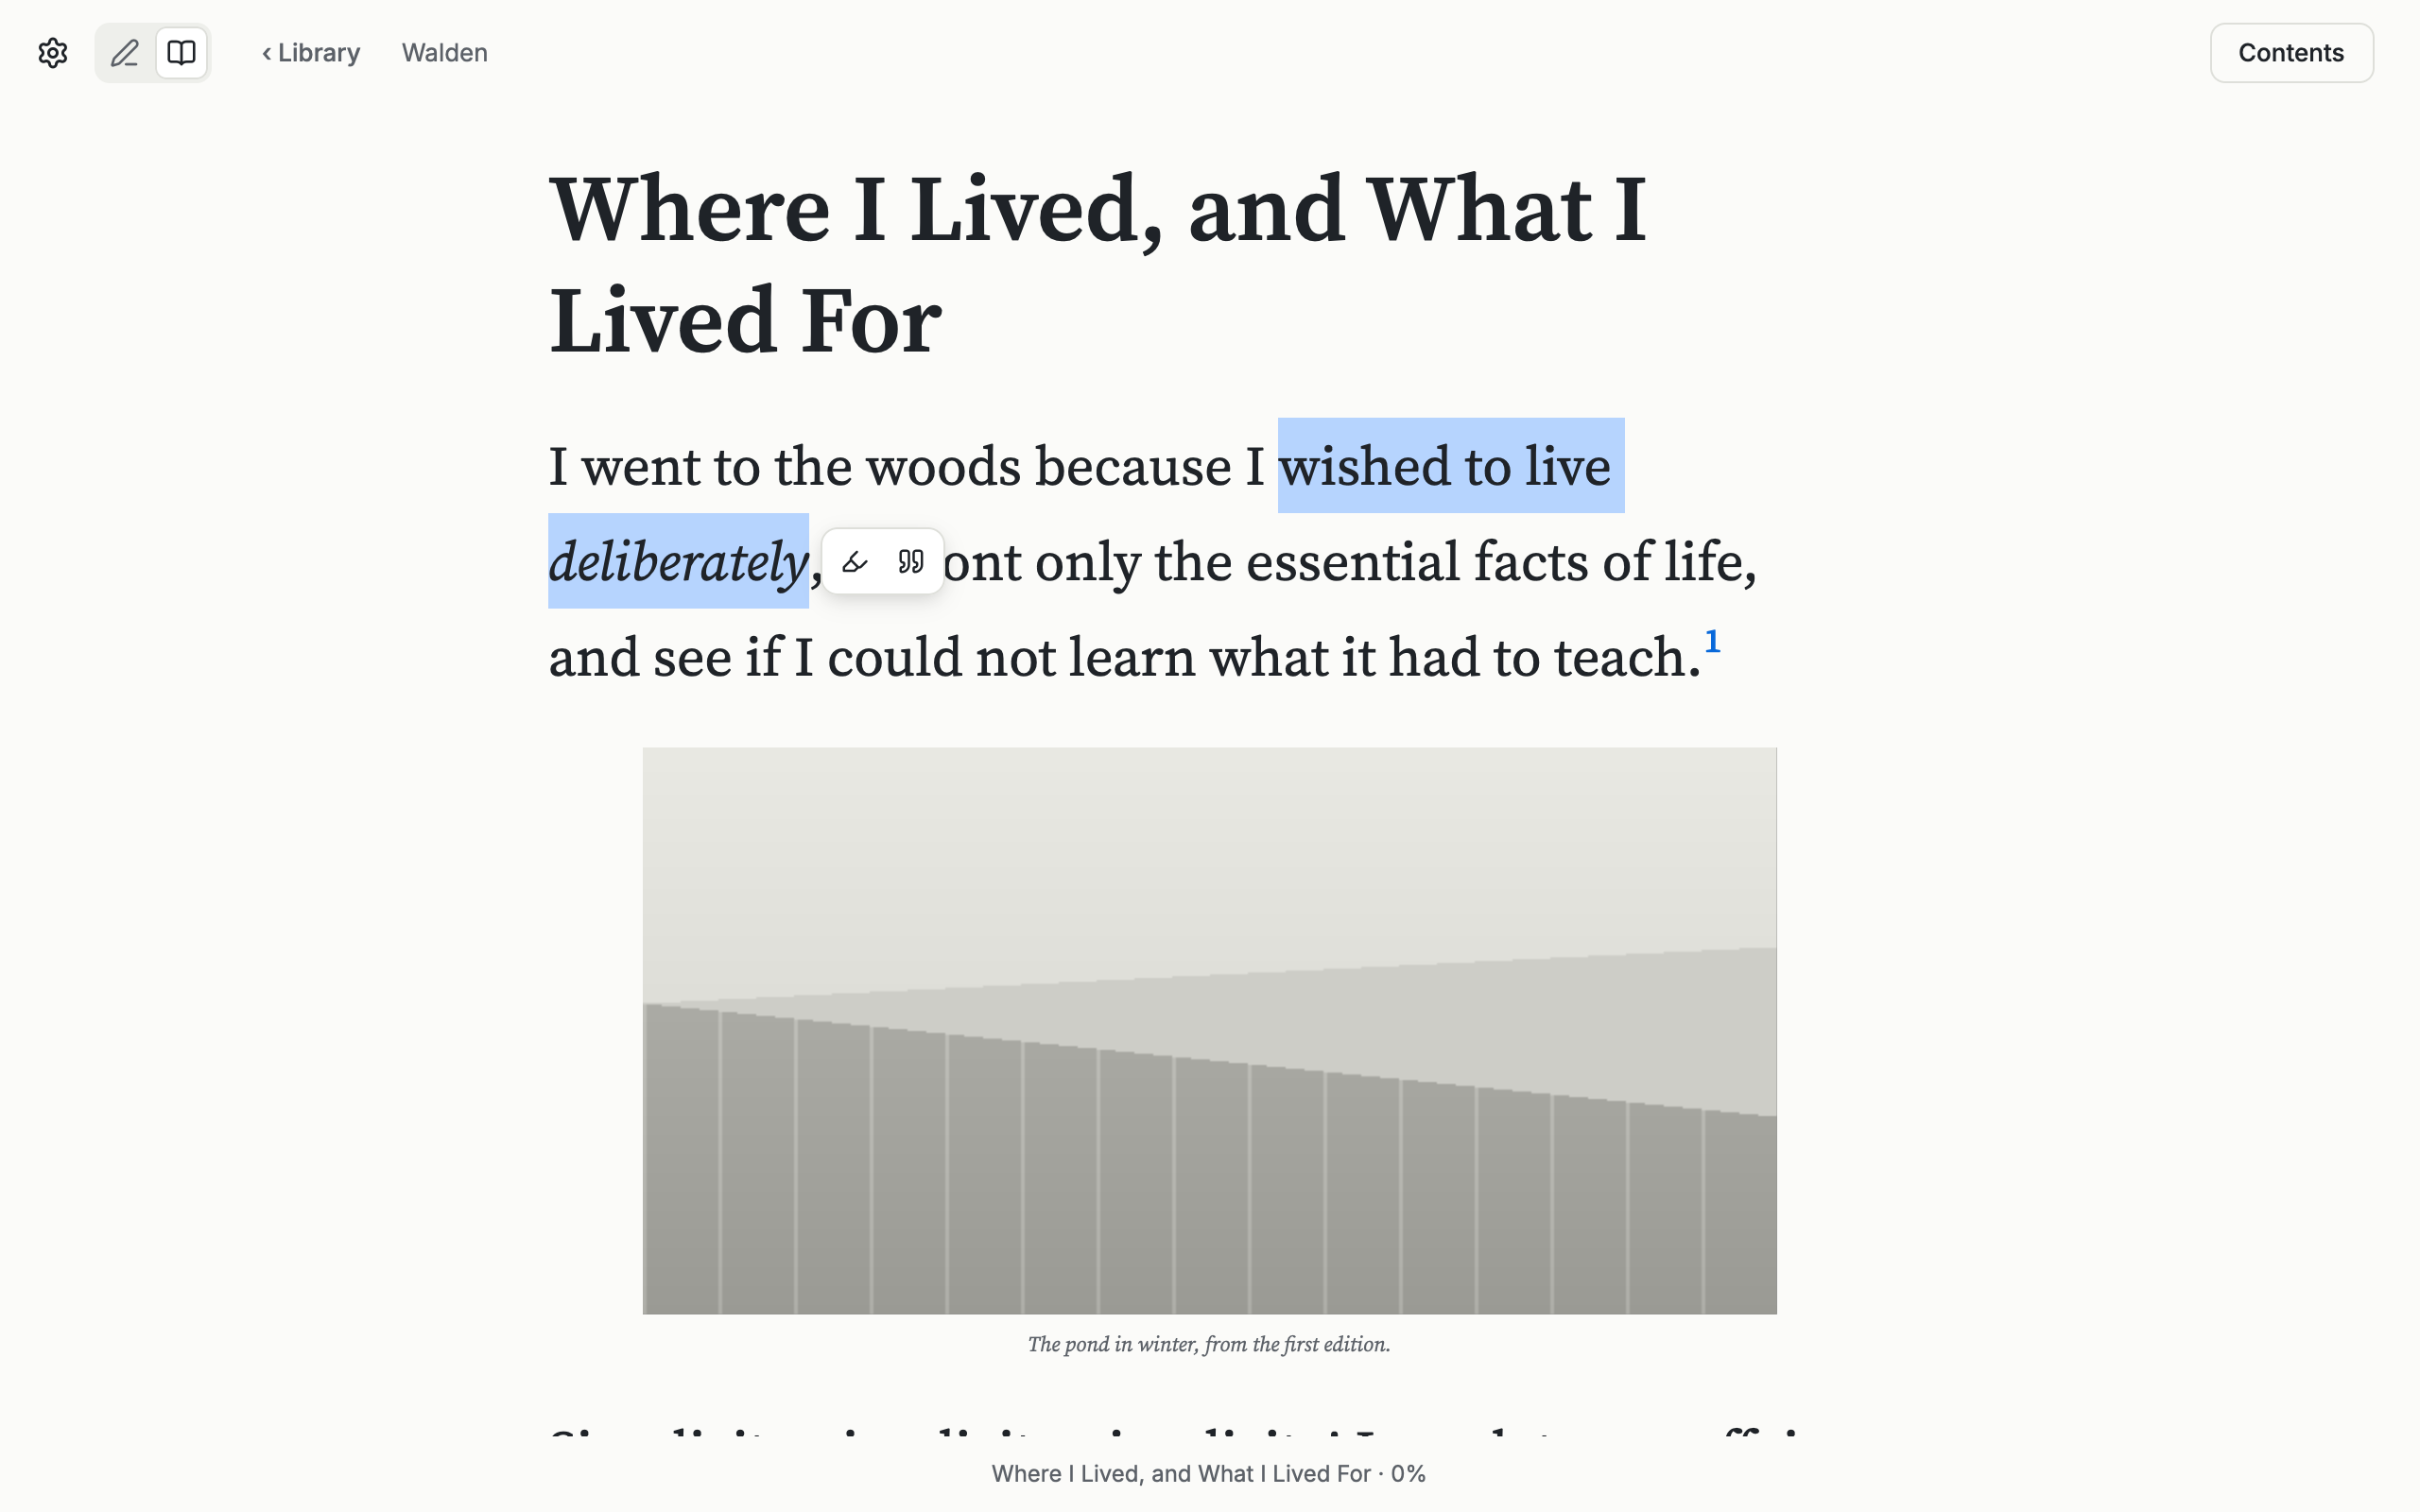 ‹ Library Walden Contents
Where I Lived, and What I
Lived For
I went to the woods because I wished to live
deliberately, ont only the essential facts of life,
and see if I could not learn what it had to teach.1
The pond in winter, from the first edition.
Where I Lived, and What I Lived For · 0%